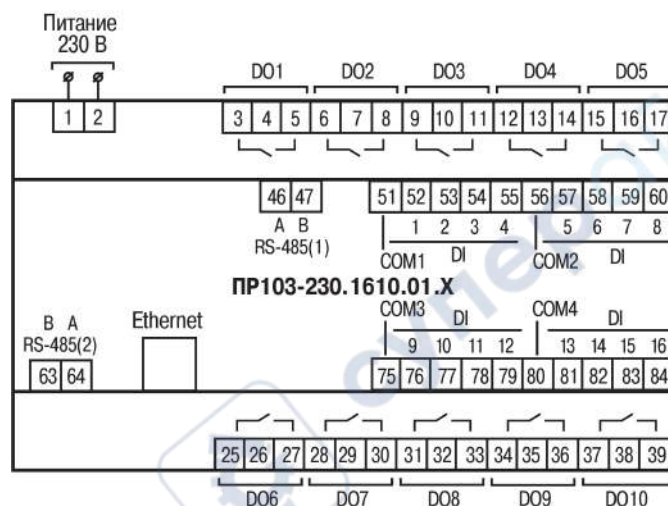 Питание
230 В
DO1 DO2 DO3 DO4 DO5
1 2 3 4 5 6 7 8 9 10 11 12 13 14 15 16 17
46 47 51 52 53 54 55 56 57 58 59 60
A B 1 2 3 4 5 6 7 8
RS-485(1) COM1 DI COM2 DI
ПР103-230.1610.01.X
B A Ethernet COM3 DI COM4 DI
RS-485(2) 9 10 11 12 13 14 15 16
63 64 75 76 77 78 79 80 81 82 83 84
25 26 27 28 29 30 31 32 33 34 35 36 37 38 39
DO6 DO7 DO8 DO9 DO10